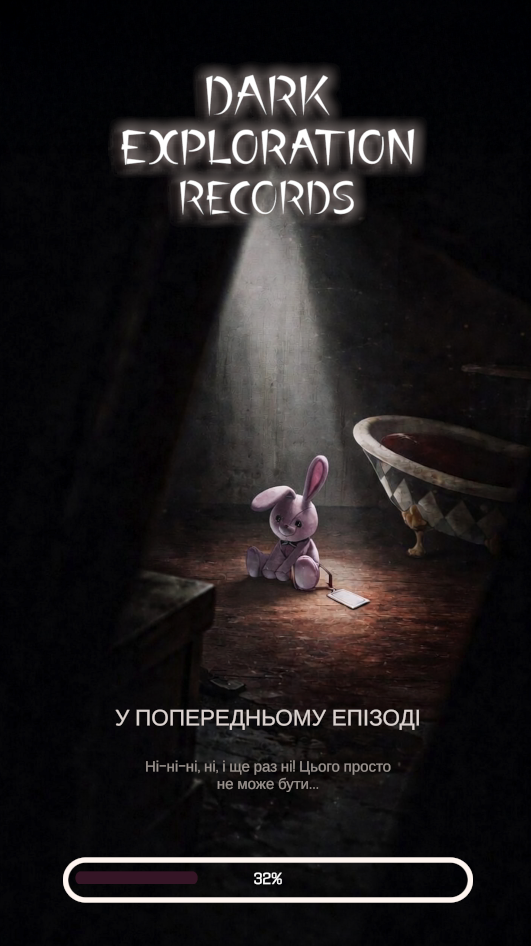 DARK
EXPLORATION
RECORDS
У ПОПЕРЕДНЬОМУ ЕПІЗОДІ
Ні-ні-ні, ні, і ще раз ні! Цього просто
не може бути...
32%